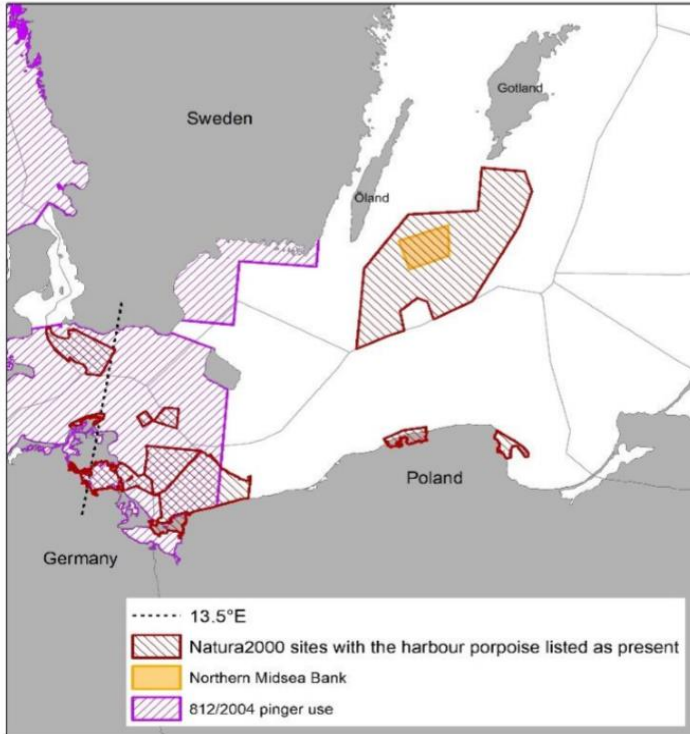 Gotland
Sweden
Öland
Poland
Germany
13.5°E
Natura2000 sites with the harbour porpoise listed as present
Northern Midsea Bank
812/2004 pinger use